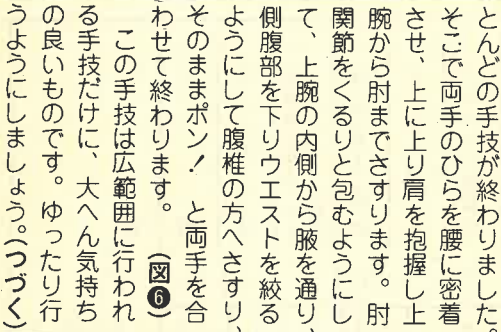 とんどの手技が終わりました。
そこで両手のひらを腰に密着
させ、上に上り肩を抱握し上
腕から肘までさすります。肘
関節をくるりと包むようにし
て、上腕の内側から腋を通り、
側腹部を下りウエストを絞る
ようにして腹椎の方へさすり、
そのままポン！　と両手を合
わせて終わります。　（図❻）
　この手技は広範囲に行われ
る手技だけに、大へん気持ち
の良いものです。ゆったり行
うようにしましょう。(つづく)